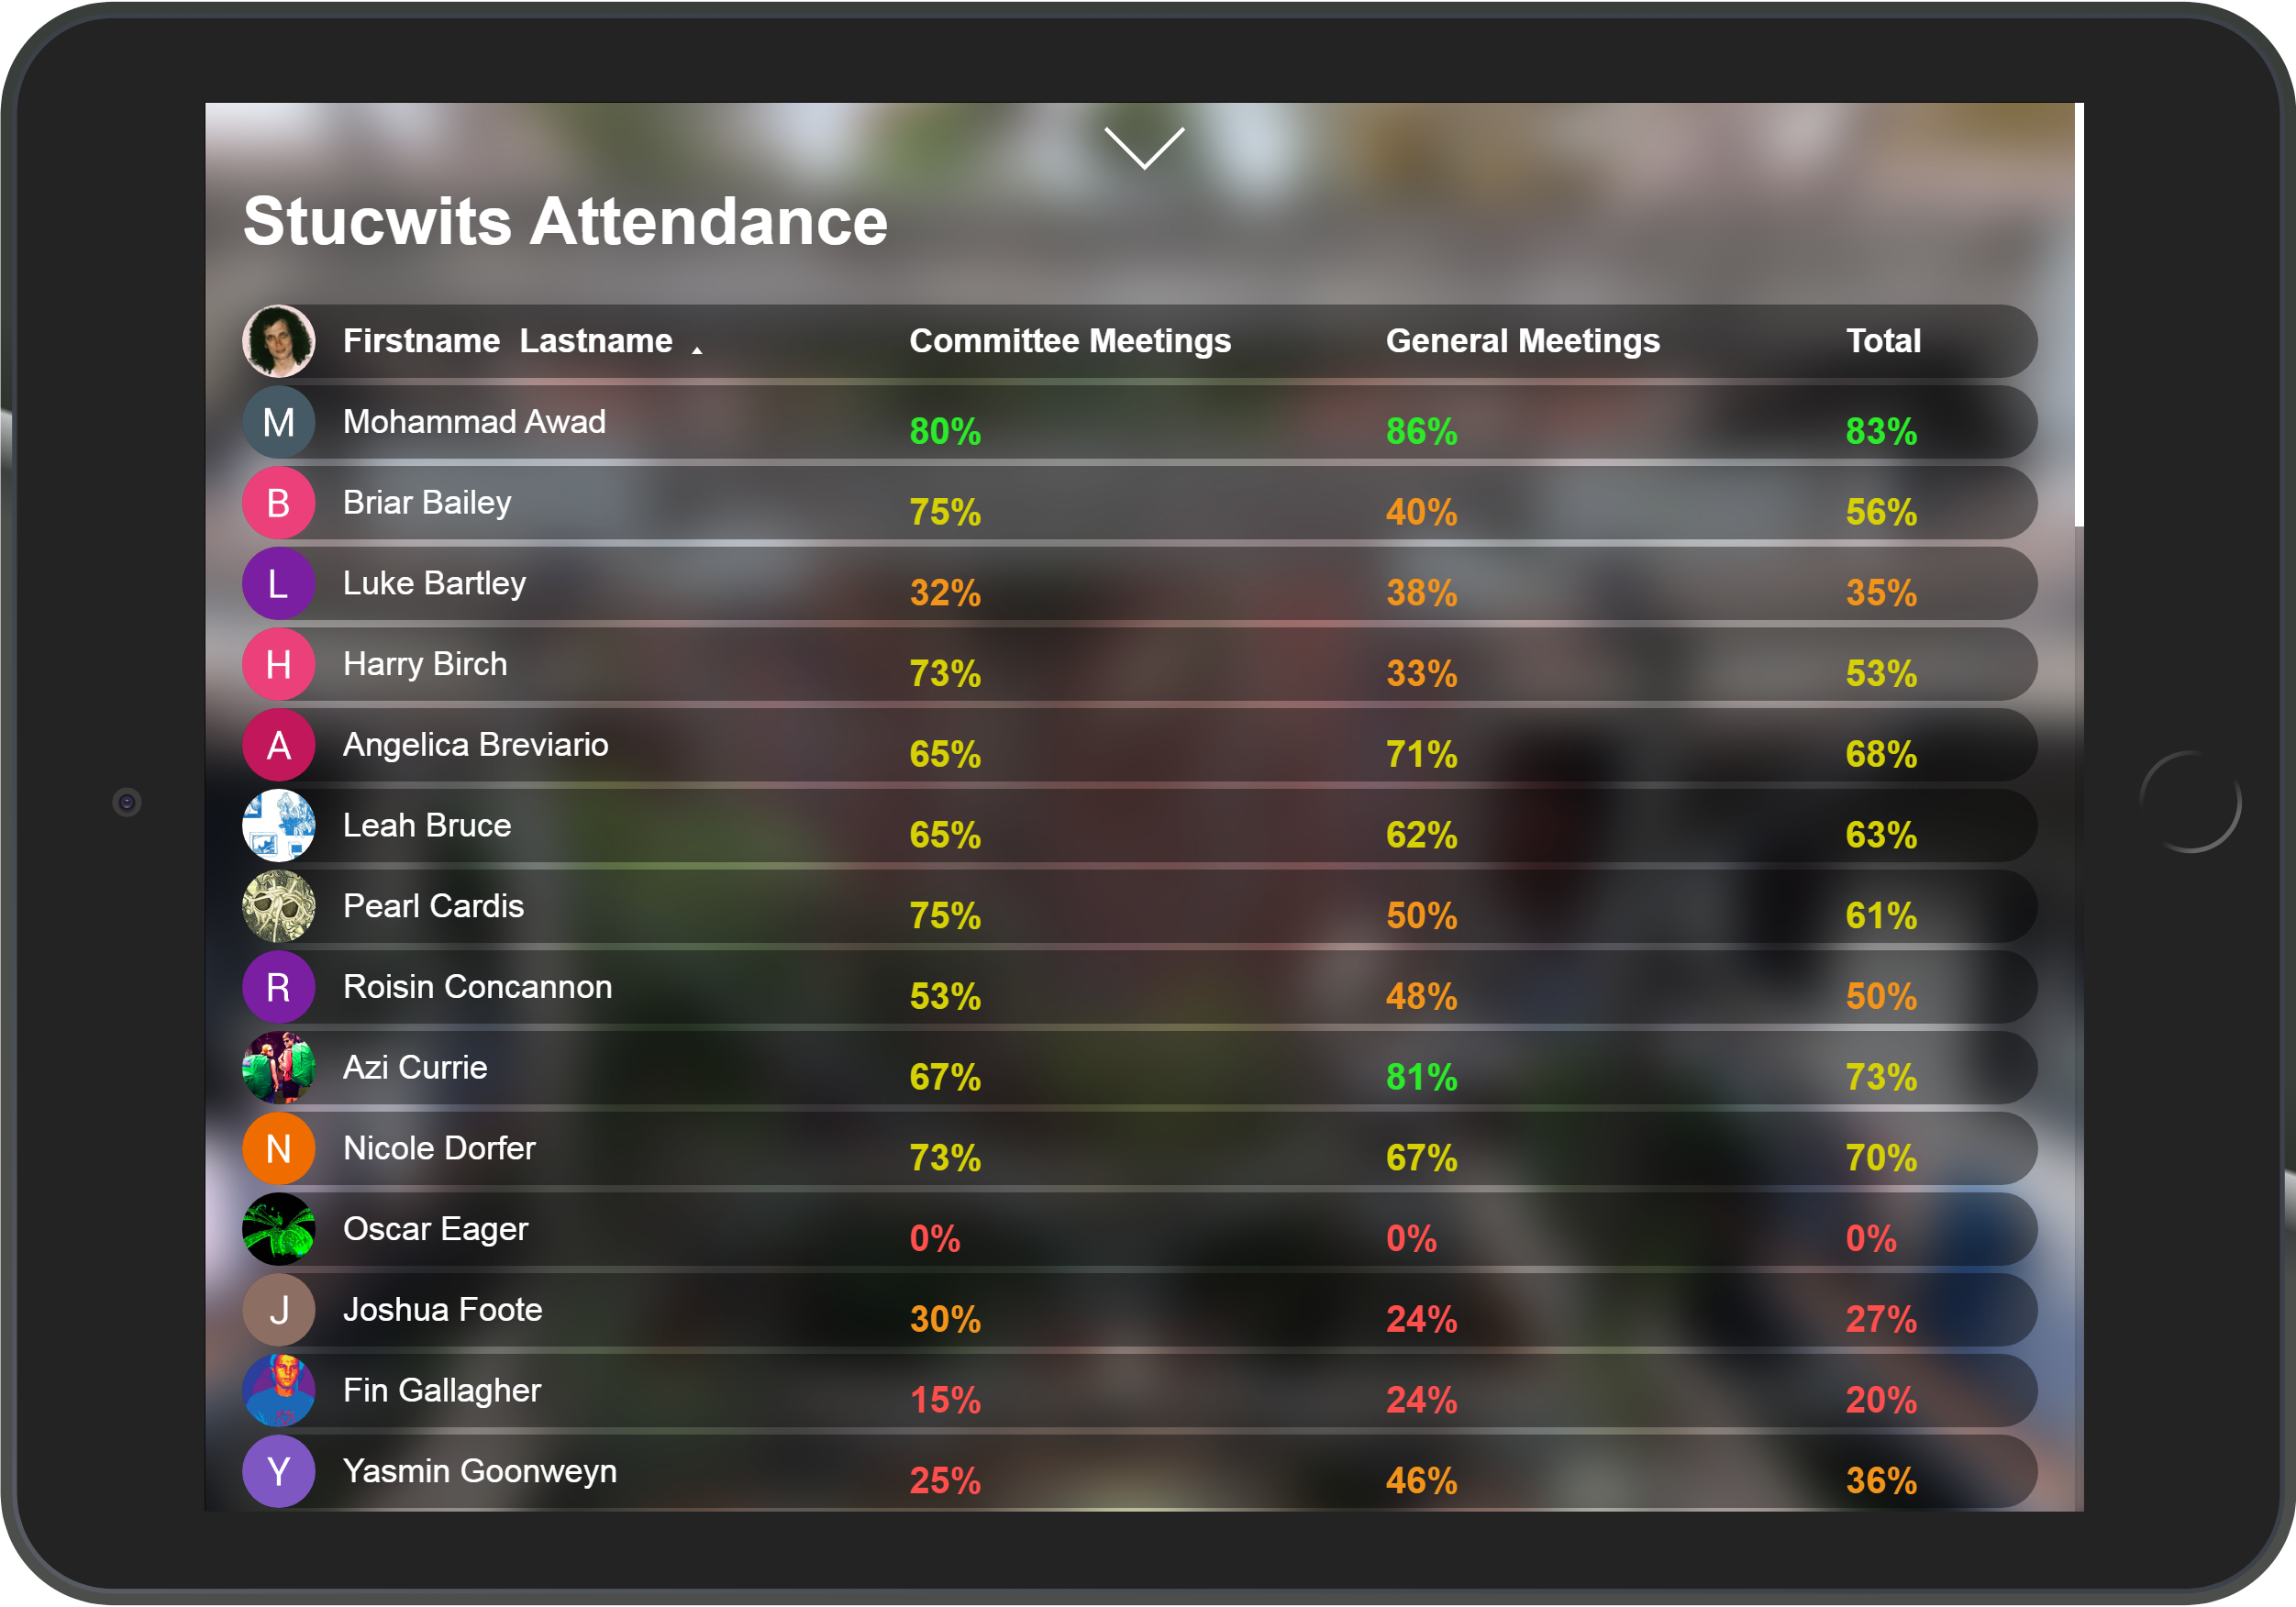 Stucwits Attendance
Firstname Lastname ▲ Committee Meetings General Meetings Total
M Mohammad Awad 80% 86% 83%
B Briar Bailey 75% 40% 56%
L Luke Bartley 32% 38% 35%
H Harry Birch 73% 33% 53%
A Angelica Breviario 65% 71% 68%
Leah Bruce 65% 62% 63%
Pearl Cardis 75% 50% 61%
R Roisin Concannon 53% 48% 50%
Azi Currie 67% 81% 73%
N Nicole Dorfer 73% 67% 70%
Oscar Eager 0% 0% 0%
J Joshua Foote 30% 24% 27%
Fin Gallagher 15% 24% 20%
Y Yasmin Goonweyn 25% 46% 36%